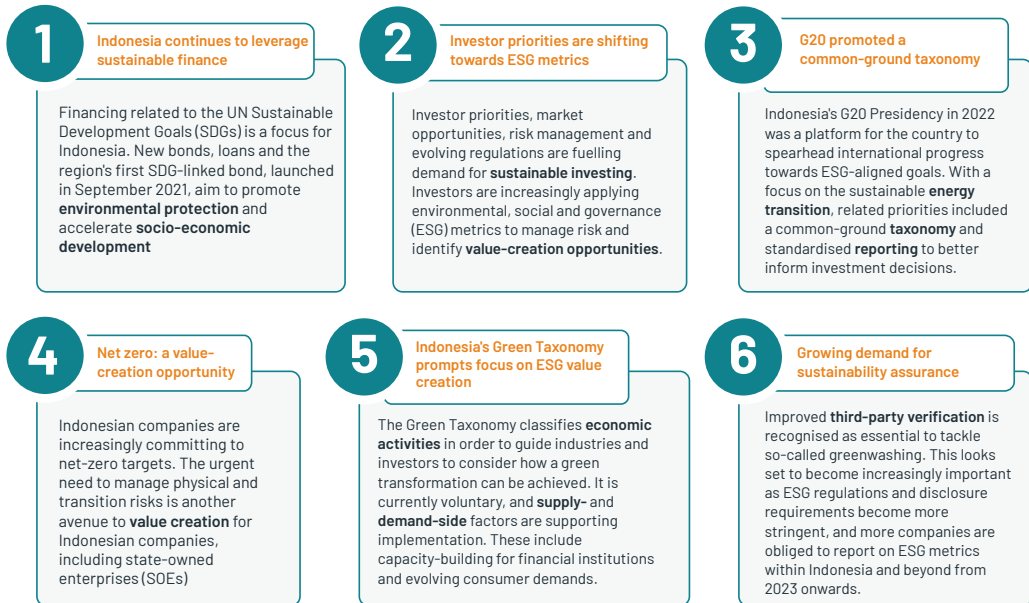 1
Indonesia continues to leverage
sustainable finance
Financing related to the UN Sustainable
Development Goals (SDGs) is a focus for
Indonesia. New bonds, loans and the
region's first SDG-linked bond, launched
in September 2021, aim to promote
environmental protection and
accelerate socio-economic
development
2
Investor priorities are shifting
towards ESG metrics
Investor priorities, market
opportunities, risk management and
evolving regulations are fuelling
demand for sustainable investing.
Investors are increasingly applying
environmental, social and governance
(ESG) metrics to manage risk and
identify value-creation opportunities.
3
G20 promoted a
common-ground taxonomy
Indonesia's G20 Presidency in 2022
was a platform for the country to
spearhead international progress
towards ESG-aligned goals. With a
focus on the sustainable energy
transition, related priorities included
a common-ground taxonomy and
standardised reporting to better
inform investment decisions.
4
Net zero: a value-
creation opportunity
Indonesian companies are
increasingly committing to
net-zero targets. The urgent
need to manage physical and
transition risks is another
avenue to value creation for
Indonesian companies,
including state-owned
enterprises (SOEs)
5
Indonesia's Green Taxonomy
prompts focus on ESG value
creation
The Green Taxonomy classifies economic
activities in order to guide industries and
investors to consider how a green
transformation can be achieved. It is
currently voluntary, and supply- and
demand-side factors are supporting
implementation. These include
capacity-building for financial institutions
and evolving consumer demands.
6
Growing demand for
sustainability assurance
Improved third-party verification is
recognised as essential to tackle
so-called greenwashing. This looks
set to become increasingly important
as ESG regulations and disclosure
requirements become more
stringent, and more companies are
obliged to report on ESG metrics
within Indonesia and beyond from
2023 onwards.